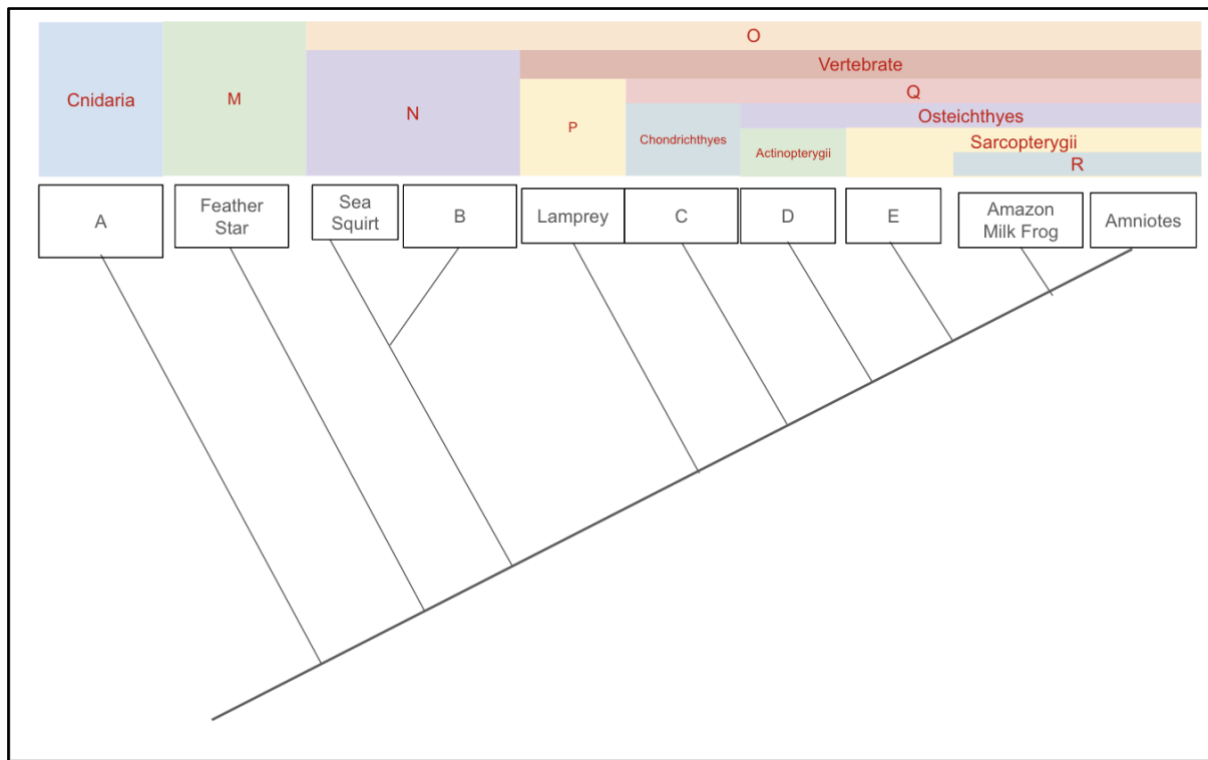 O
Vertebrate
Cnidaria
M
Q
N
Osteichthyes
P
Chondrichthyes
Sarcopterygii
Actinopterygii
R
A
Feather
Star
Sea
Squirt
B
Lamprey
C
D
E
Amazon
Milk Frog
Amniotes